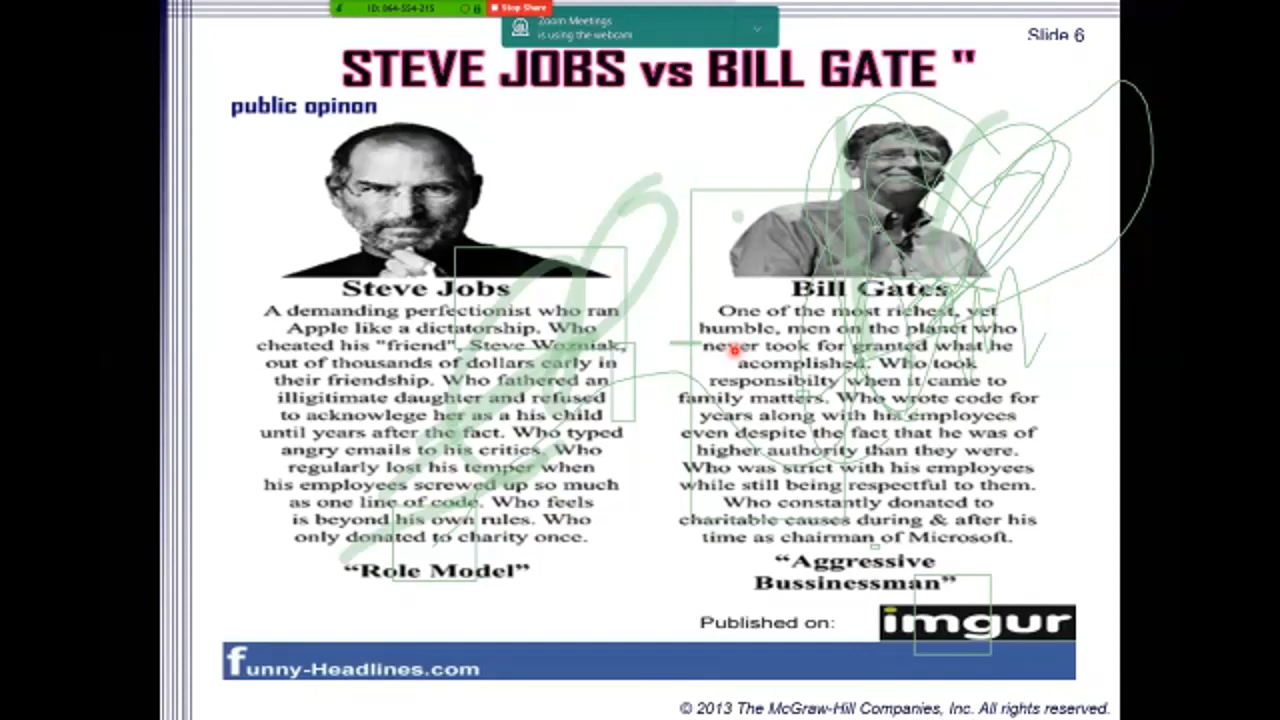 ID: 864-554-215
Stop Share
Zoom Meetings
is using the webcam
Slide 6
STEVE JOBS vs BILL GATE "
public opinon
Steve Jobs
A demanding perfectionist who ran
Apple like a dictatorship. Who
cheated his "friend", Steve Wozniak,
out of thousands of dollars early in
their friendship. Who fathered an
illigitimate daughter and refused
to acknowlege her as a his child
until years after the fact. Who typed
angry emails to his critics. Who
regularly lost his temper when
his employees screwed up so much
as one line of code. Who feels
is beyond his own rules. Who
only donated to charity once.
“Role Model”
Bill Gates
One of the most richest, yet
humble, men on the planet who
never took for granted what he
acomplished. Who took
responsibilty when it came to
family matters. Who wrote code for
years along with his employees
even despite the fact that he was of
higher authority than they were.
Who was strict with his employees
while still being respectful to them.
Who constantly donated to
charitable causes during & after his
time as chairman of Microsoft.
“Aggressive
Bussinessman”
Published on:
imgur
funny-Headlines.com
© 2013 The McGraw-Hill Companies, Inc. All rights reserved.